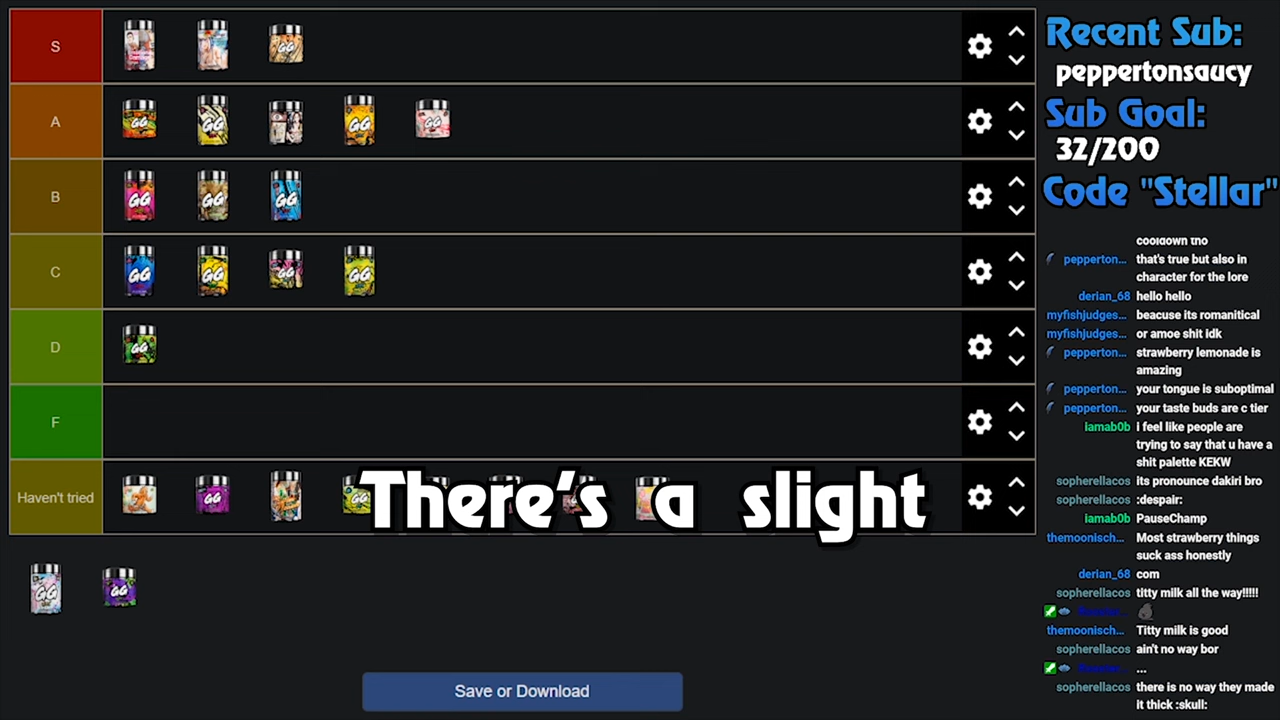 S
A
B
C
D
F
Haven't tried
There's a slight
Save or Download
Recent Sub:
peppertonsaucy
Sub Goal:
32/200
Code "Stellar"
cooldown tho
pepperton... that's true but also in
character for the lore
derian_68 hello hello
myfishjudges... beacuse its romanitical
myfishjudges... or amoe shit idk
pepperton... strawberry lemonade is
amazing
pepperton... your tongue is suboptimal
pepperton... your taste buds are c tier
iamab0b i feel like people are
trying to say that u have a
shit palette KEKW
sopherellacos its pronounce dakiri bro
sopherellacos :despair:
iamab0b PauseChamp
themoonisch... Most strawberry things
suck ass honestly
derian_68 com
sopherellacos titty milk all the way!!!!!
themoonisch... Titty milk is good
sopherellacos ain't no way bor
...
sopherellacos there is no way they made
it thick :skull: